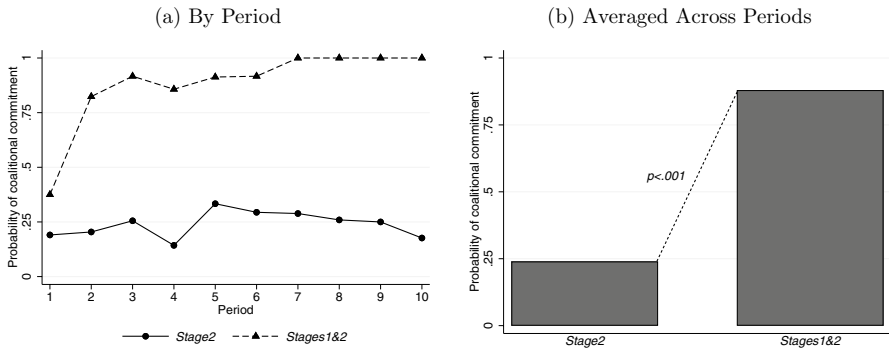 (a) By Period
Probability of coalitional commitment
1
.75
.5
.25
0
1 2 3 4 5 6 7 8 9 10
Period
Stage2 Stages1&2
(b) Averaged Across Periods
Probability of coalitional commitment
1
.75
.5
.25
0
p<.001
Stage2 Stages1&2